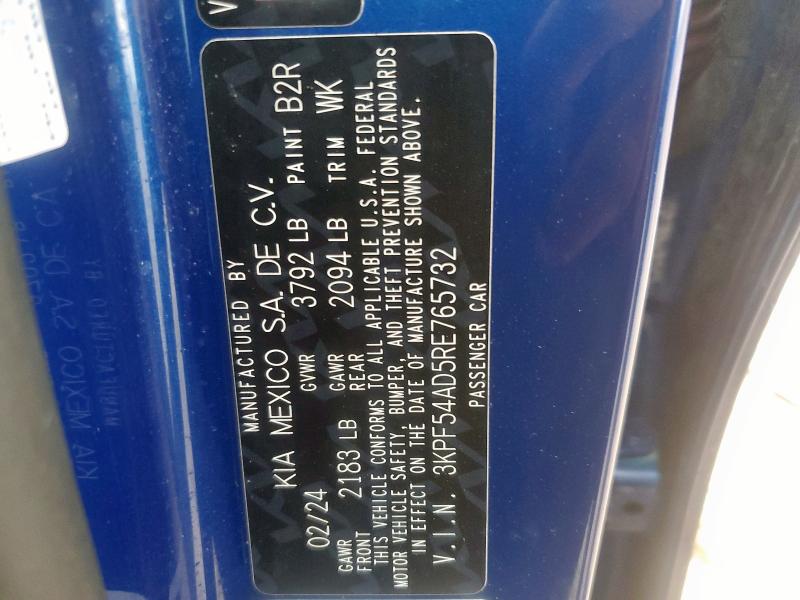 MANUFACTURED BY
KIA MEXICO S.A. DE C.V.
02/24 GVWR 3792 LB PAINT B2R
GAWR FRONT 2183 LB GAWR REAR 2094 LB TRIM WK
THIS VEHICLE CONFORMS TO ALL APPLICABLE U.S.A. FEDERAL
MOTOR VEHICLE SAFETY, BUMPER, AND THEFT PREVENTION STANDARDS
IN EFFECT ON THE DATE OF MANUFACTURE SHOWN ABOVE.
V.I.N. 3KPF54AD5RE765732
PASSENGER CAR
V